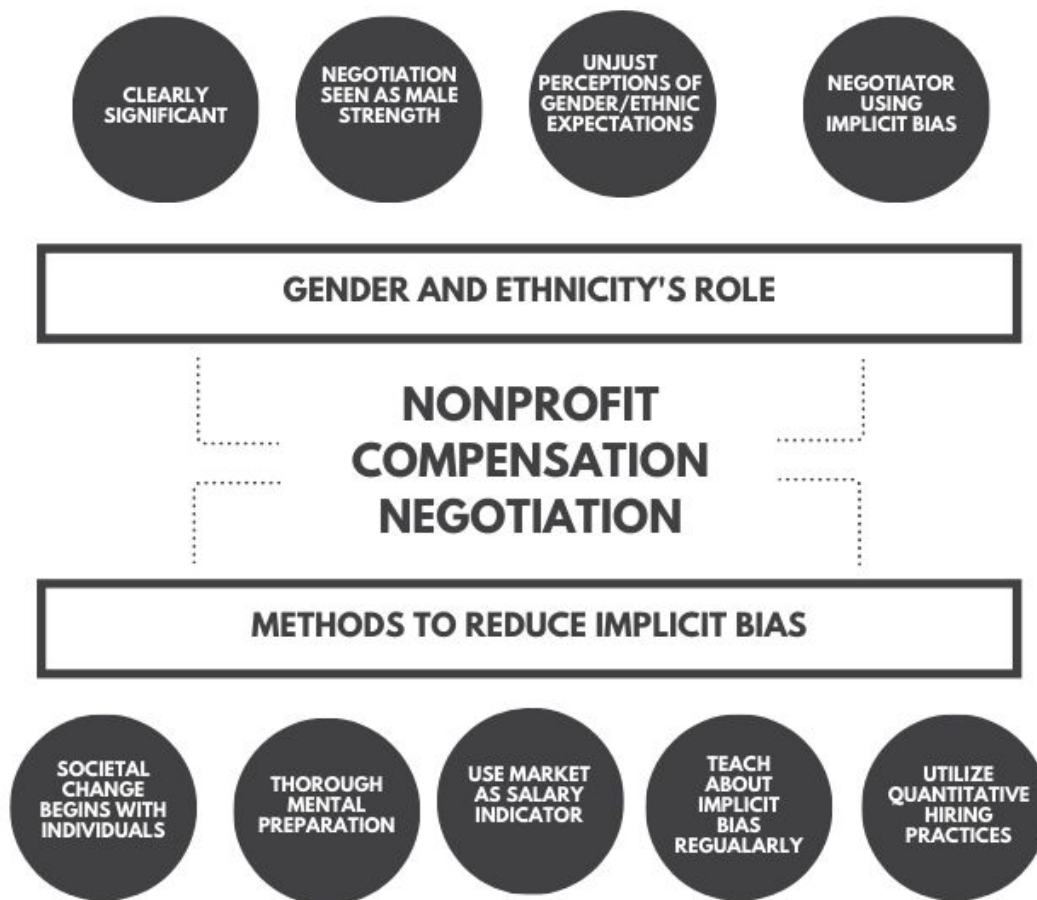 CLEARLY
SIGNIFICANT
NEGOTIATION
SEEN AS MALE
STRENGTH
UNJUST
PERCEPTIONS OF
GENDER/ETHNIC
EXPECTATIONS
NEGOTIATOR
USING
IMPLICIT BIAS
GENDER AND ETHNICITY'S ROLE
NONPROFIT
COMPENSATION
NEGOTIATION
METHODS TO REDUCE IMPLICIT BIAS
SOCIETAL
CHANGE
BEGINS WITH
INDIVIDUALS
THOROUGH
MENTAL
PREPARATION
USE MARKET
AS SALARY
INDICATOR
TEACH
ABOUT
IMPLICIT
BIAS
REGUALARLY
UTILIZE
QUANTITATIVE
HIRING
PRACTICES